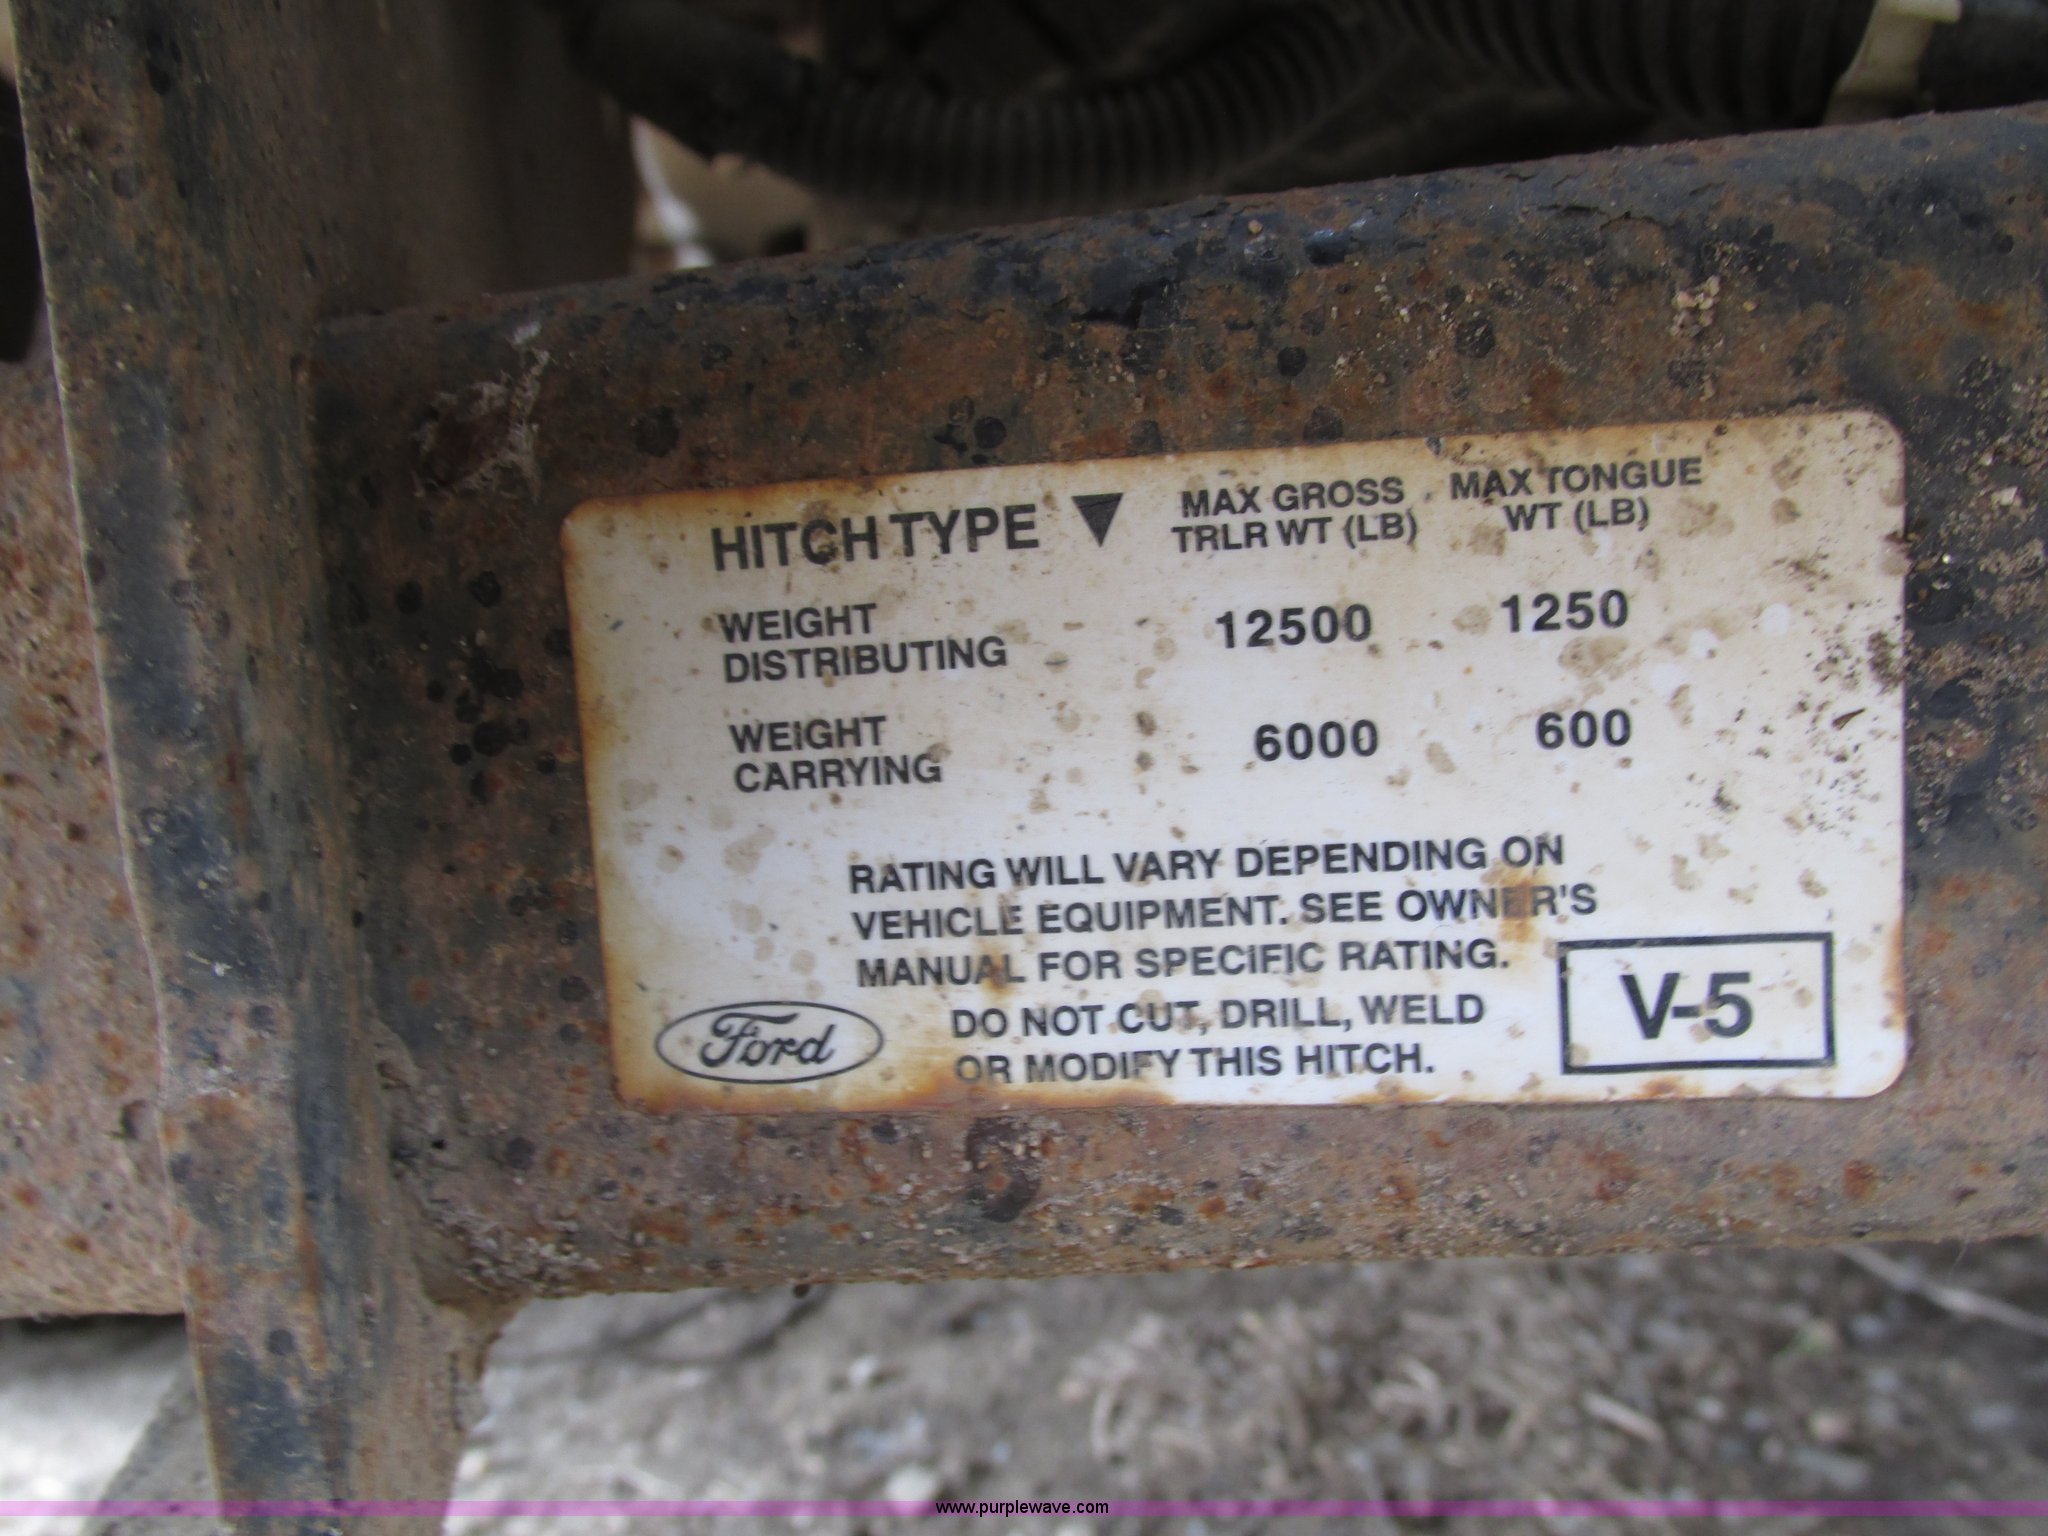 HITCH TYPE ▼ MAX GROSS TRLR WT (LB) MAX TONGUE WT (LB)
WEIGHT DISTRIBUTING 12500 1250
WEIGHT CARRYING 6000 600
RATING WILL VARY DEPENDING ON
VEHICLE EQUIPMENT. SEE OWNER'S
MANUAL FOR SPECIFIC RATING.
DO NOT CUT, DRILL, WELD
OR MODIFY THIS HITCH.
Ford
V-5
www.purplewave.com